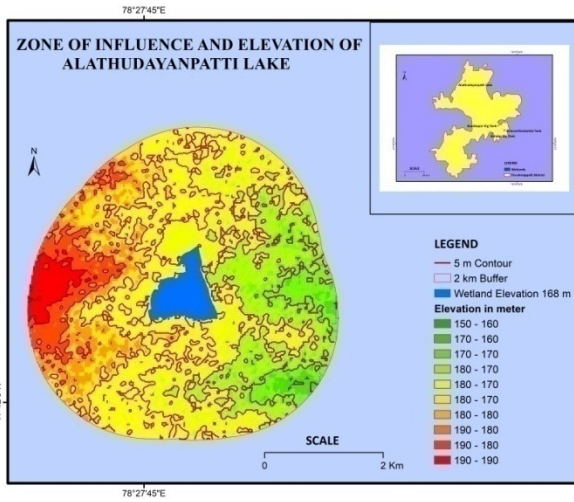 78°27'45"E
ZONE OF INFLUENCE AND ELEVATION OF
ALATHUDAYANPATTI LAKE
N
LEGEND
LEGEND
5 m Contour
2 km Buffer
Wetland Elevation 168 m
Elevation in meter
150 - 160
170 - 160
170 - 170
180 - 170
180 - 170
180 - 170
180 - 180
190 - 180
190 - 180
190 - 190
SCALE
0 2 Km
78°27'45"E